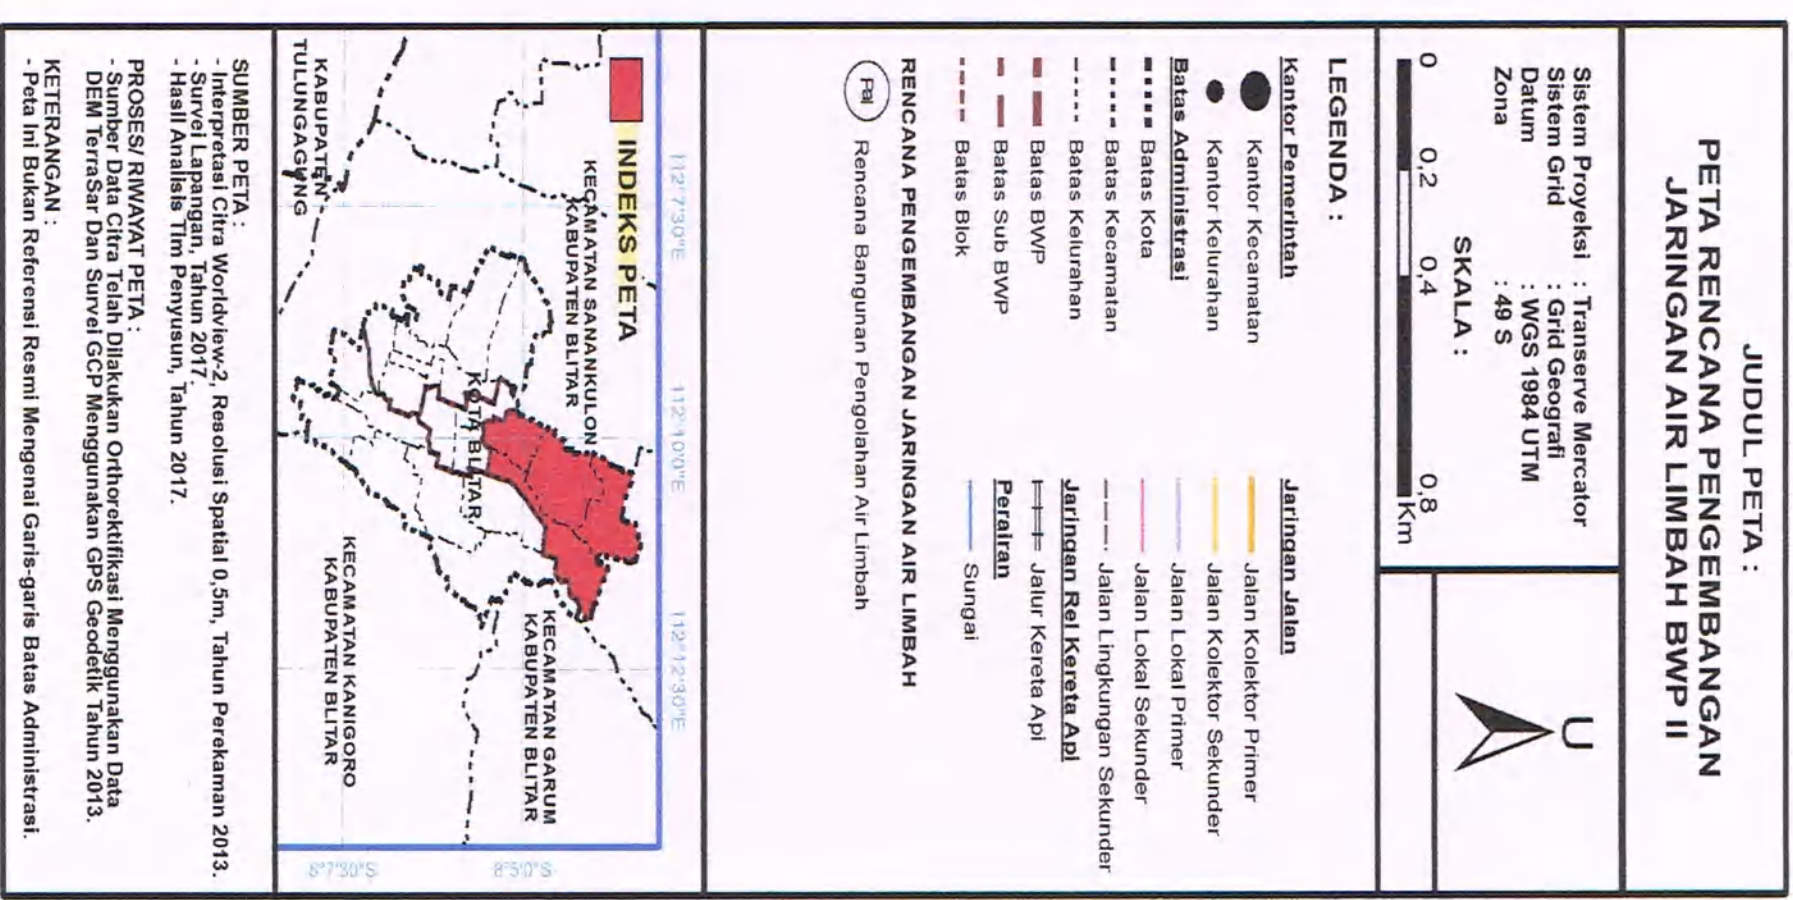 JUDUL PETA :
PETA RENCANA PENGEMBANGAN
JARINGAN AIR LIMBAH BWP II
Sistem Proyeksi : Transerve Mercator
Sistem Grid : Grid Geografi
Datum : WGS 1984 UTM
Zona : 49 S
SKALA :
0 0,2 0,4 0,8
Km
U
LEGENDA :
Kantor Pemerintah
Kantor Kecamatan
Kantor Kelurahan
Batas Administrasi
Batas Kota
Batas Kecamatan
Batas Kelurahan
Batas BWP
Batas Sub BWP
Batas Blok
Jaringan Jalan
Jalan Kolektor Primer
Jalan Kolektor Sekunder
Jalan Lokal Primer
Jalan Lokal Sekunder
Jalan Lingkungan Sekunder
Jaringan Rel Kereta Api
Jalur Kereta Api
Perairan
Sungai
RENCANA PENGEMBANGAN JARINGAN AIR LIMBAH
Pal Rencana Bangunan Pengolahan Air Limbah
112°7'30"E 112°10'0"E 112°12'30"E
INDEKS PETA
KECAMATAN SANANKULON
KABUPATEN BLITAR
KECAMATAN GARUM
KABUPATEN BLITAR
8°5'0"S
KOTA BLITAR
KECAMATAN KANIGORO
KABUPATEN BLITAR
8°7'30"S
KABUPATEN
TULUNGAGUNG
SUMBER PETA :
- Interpretasi Citra Worldview-2, Resolusi Spatial 0,5m, Tahun Perekaman 2013.
- Survei Lapangan, Tahun 2017.
- Hasil Analisis Tim Penyusun, Tahun 2017.
PROSES/ RIWAYAT PETA :
- Sumber Data Citra Telah Dilakukan Orthorektifikasi Menggunakan Data
DEM TerraSar Dan Survei GCP Menggunakan GPS Geodetik Tahun 2013.
KETERANGAN :
- Peta Ini Bukan Referensi Resmi Mengenai Garis-garis Batas Administrasi.